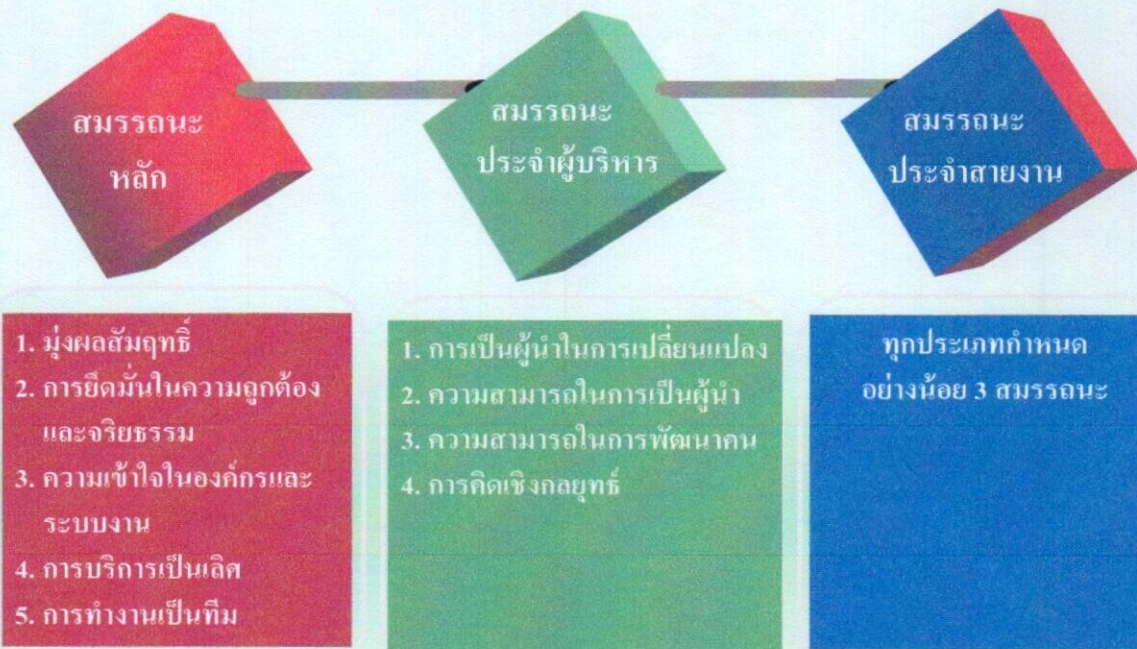 สมรรถนะ
หลัก
สมรรถนะ
ประจำผู้บริหาร
สมรรถนะ
ประจำสายงาน
1. มุ่งผลสัมฤทธิ์
2. การยึดมั่นในความถูกต้อง
และจริยธรรม
3. ความเข้าใจในองค์กรและ
ระบบงาน
4. การบริการเป็นเลิศ
5. การทำงานเป็นทีม
1. การเป็นผู้นำในการเปลี่ยนแปลง
2. ความสามารถในการเป็นผู้นำ
3. ความสามารถในการพัฒนาคน
4. การคิดเชิงกลยุทธ์
ทุกประเภทกำหนด
อย่างน้อย 3 สมรรถนะ